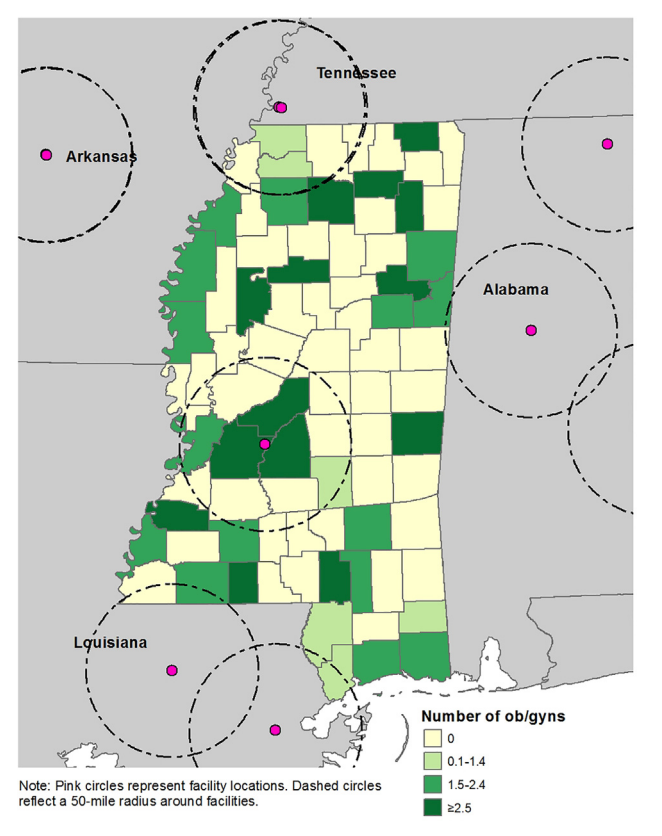 Tennessee
Arkansas
Alabama
Louisiana
Number of ob/gyns
0
0.1-1.4
1.5-2.4
≥2.5
Note: Pink circles represent facility locations. Dashed circles
reflect a 50-mile radius around facilities.